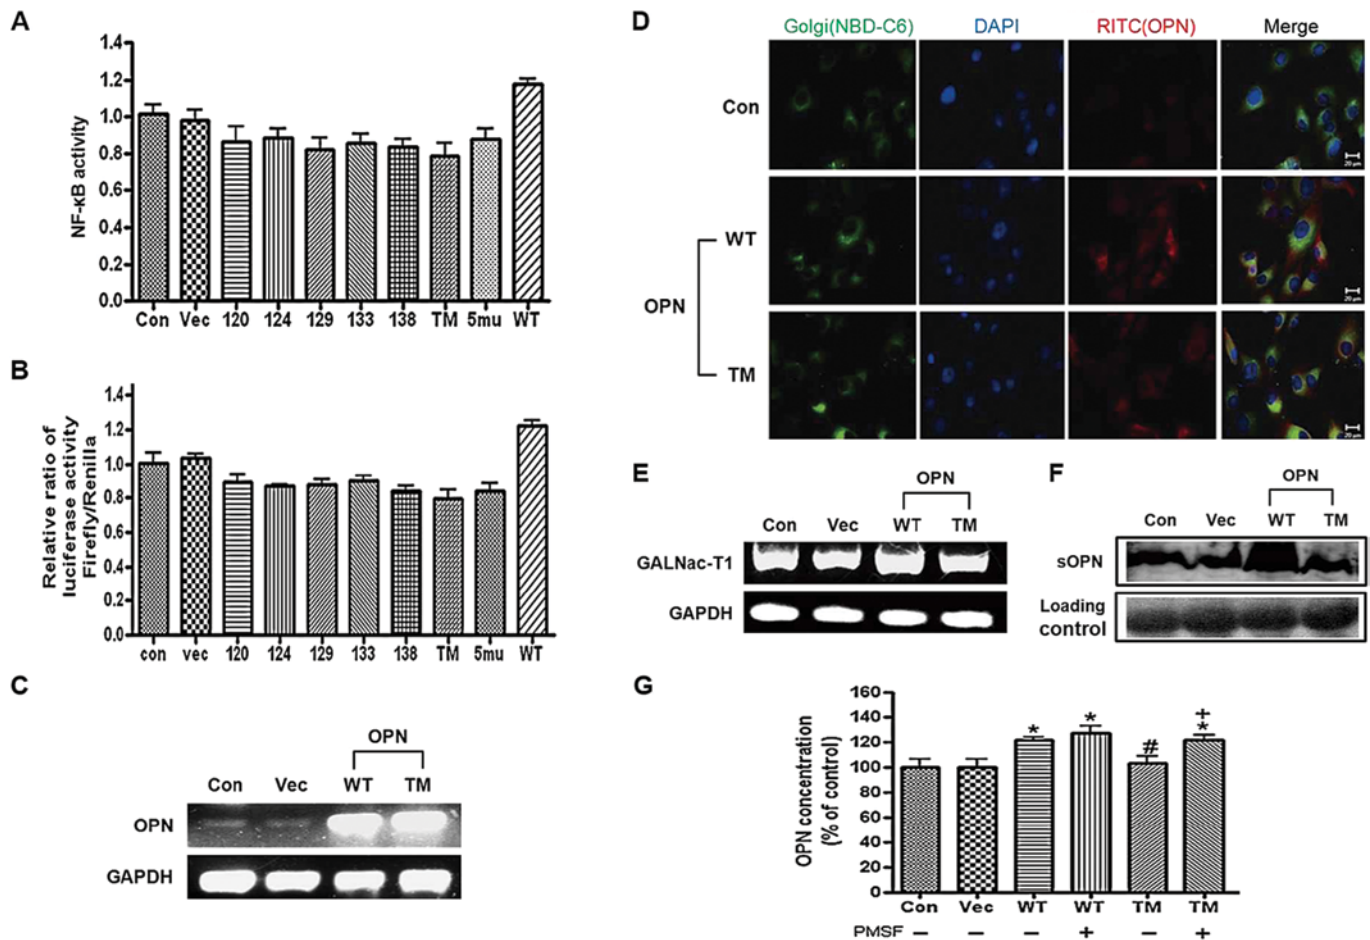 A
1.4
1.2
1.0
0.8
0.6
0.4
0.2
0.0
NF-κB activity
Con Vec 120 124 129 133 138 TM 5mu WT
B
1.4
1.2
1.0
0.8
0.6
0.4
0.2
0.0
Relative ratio of
luciferase activity
Firefly/Renilla
con vec 120 124 129 133 138 TM 5mu WT
C
OPN
Con Vec WT TM
OPN
GAPDH
D
Golgi(NBD-C6) DAPI RITC(OPN) Merge
Con
20 µm
WT
20 µm
OPN
TM
20 µm
E
OPN
Con Vec WT TM
GALNac-T1
GAPDH
F
OPN
Con Vec WT TM
sOPN
Loading
control
G
160
140
120
100
80
60
40
20
0
OPN concentration
(% of control)
* * # + *
Con Vec WT WT TM TM
PMSF – – – + – +